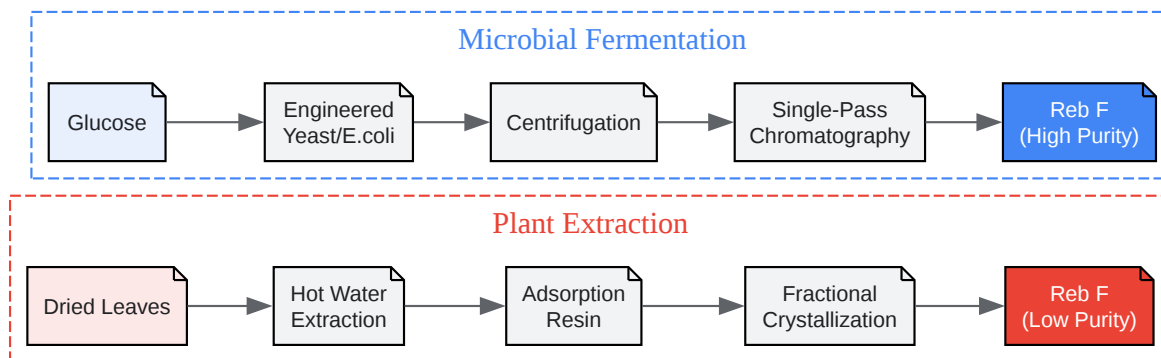 Microbial Fermentation
Glucose
Engineered
Yeast/E.coli
Centrifugation
Single-Pass
Chromatography
Reb F
(High Purity)
Plant Extraction
Dried Leaves
Hot Water
Extraction
Adsorption
Resin
Fractional
Crystallization
Reb F
(Low Purity)